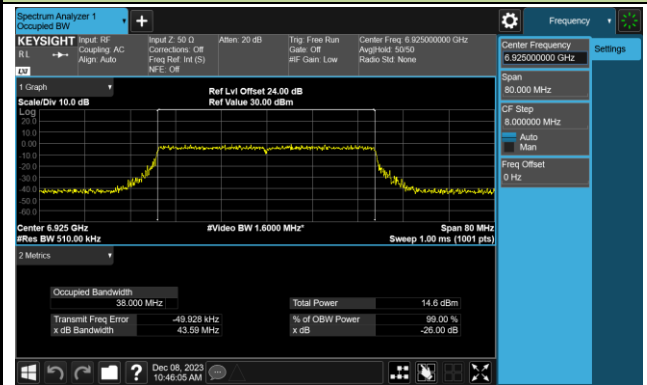 Spectrum Analyzer 1
Occupied BW
Frequency
KEYSIGHT
R L
LXI
Input: RF
Coupling: AC
Align: Auto
Input Z: 50 Ω
Corrections: Off
Freq Ref: Int (S)
NFE: Off
Atten: 20 dB
Trig: Free Run
Gate: Off
#IF Gain: Low
Center Freq: 6.925000000 GHz
Avg|Hold: 50/50
Radio Std: None
Center Frequency
6.925000000 GHz
Settings
Span
80.000 MHz
CF Step
8.000000 MHz
Auto
Man
Freq Offset
0 Hz
1 Graph
Scale/Div 10.0 dB
Ref Lvl Offset 24.00 dB
Ref Value 30.00 dBm
Log
20.0
10.0
0.00
-10.0
-20.0
-30.0
-40.0
-50.0
-60.0
Center 6.925 GHz
#Res BW 510.00 kHz
#Video BW 1.6000 MHz*
Span 80 MHz
Sweep 1.00 ms (1001 pts)
2 Metrics
Occupied Bandwidth
38.000 MHz
Total Power 14.6 dBm
Transmit Freq Error -49.928 kHz
% of OBW Power 99.00 %
x dB Bandwidth 43.59 MHz
x dB -26.00 dB
?
Dec 08, 2023
10:46:05 AM